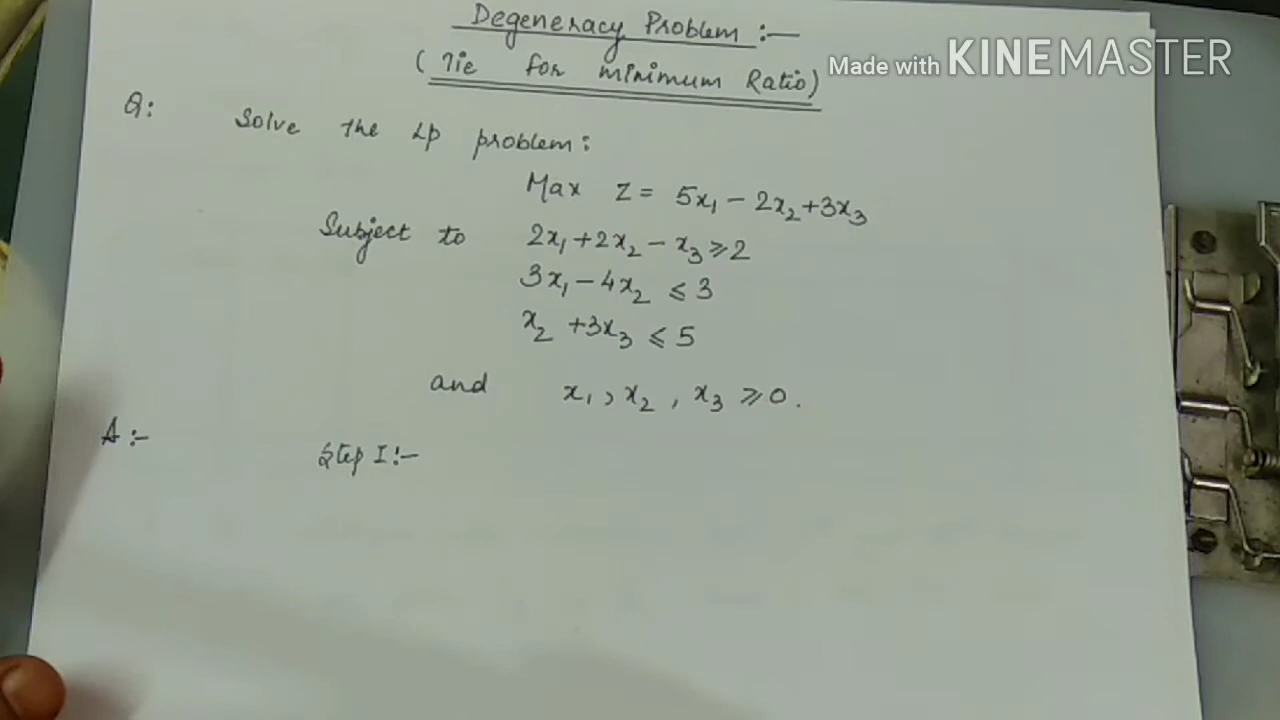 Degeneracy Problem :-
(Tie for minimum Ratio)
Made with KINEMASTER
Q: Solve the LP problem:
Max Z = 5x₁ - 2x₂ + 3x₃
Subject to 2x₁ + 2x₂ - x₃ ⩾ 2
3x₁ - 4x₂ ⩽ 3
x₂ + 3x₃ ⩽ 5
and x₁, x₂, x₃ ⩾ 0.
A:-
Step I:-